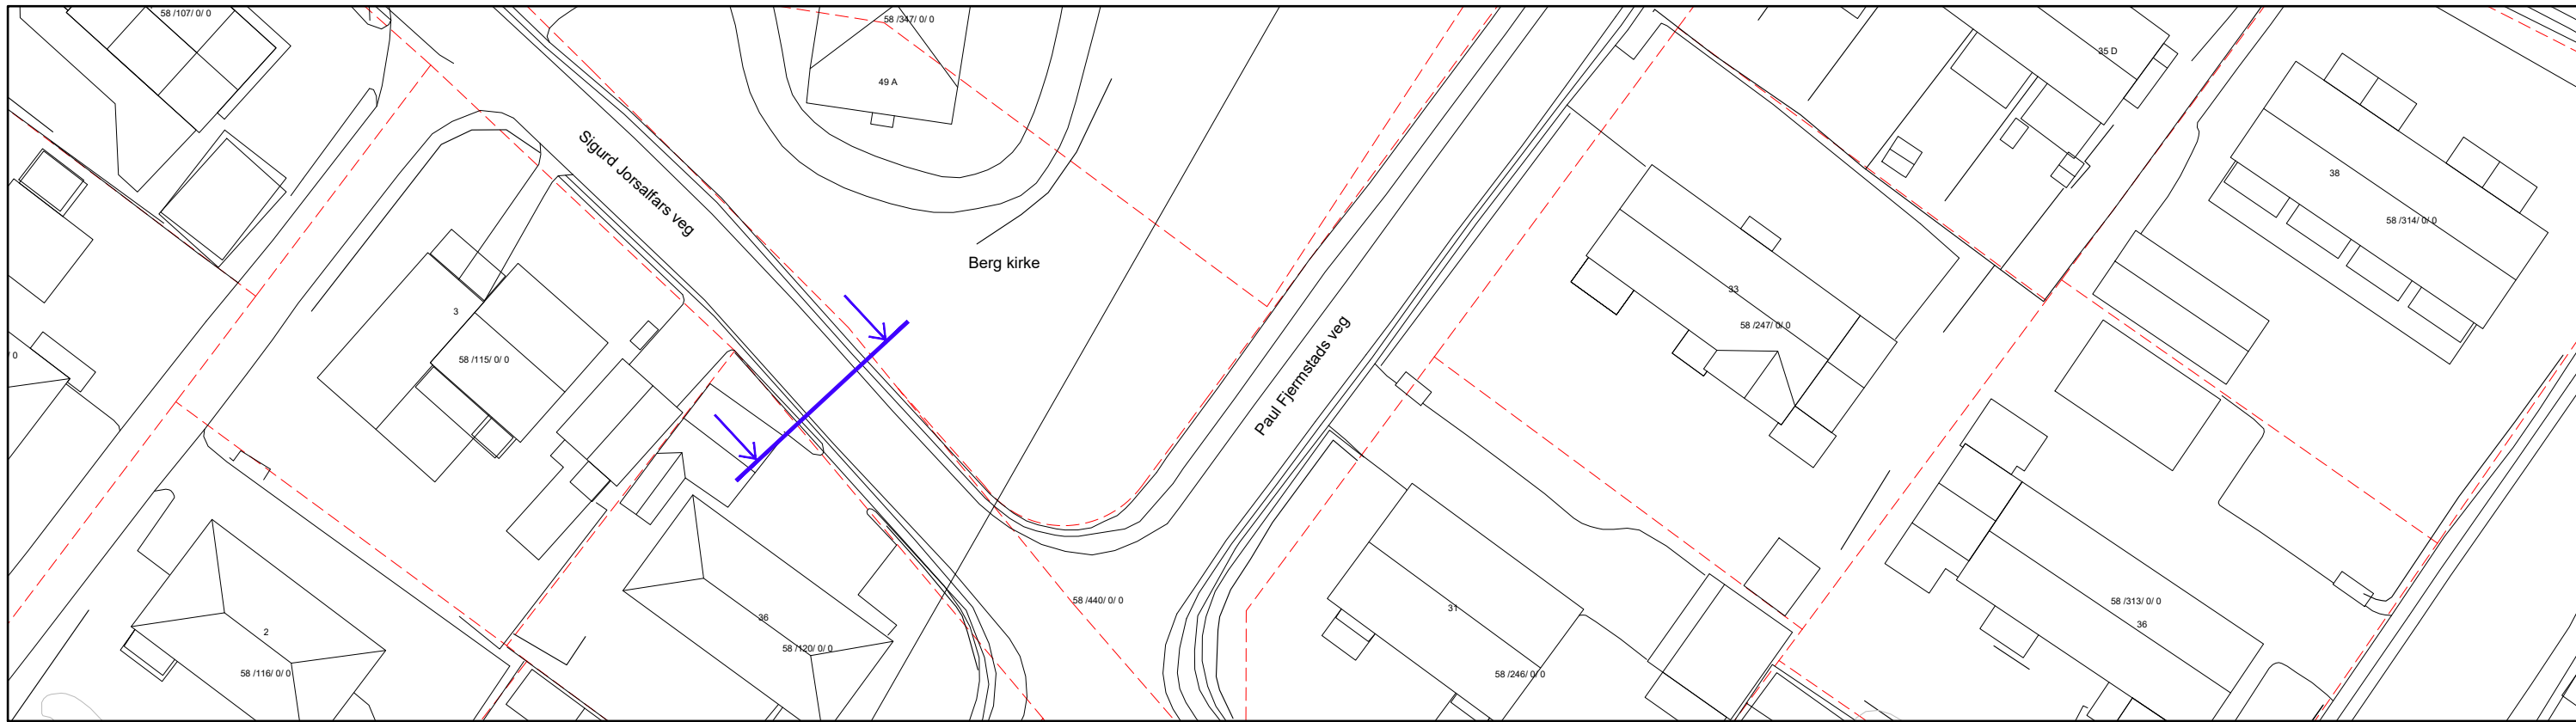 58 /107/ 0/ 0
58 /347/ 0/ 0
49 A
35 D
Sigurd Jorsalfars veg
38
58 /314/ 0/ 0
Berg kirke
33
58 /247/ 0/ 0
3
58 /115/ 0/ 0
/ 0
Paul Fjermstads veg
58 /440/ 0/ 0
31
58 /313/ 0/ 0
36
36
58 /120/ 0/ 0
2
58 /116/ 0/ 0
58 /246/ 0/ 0